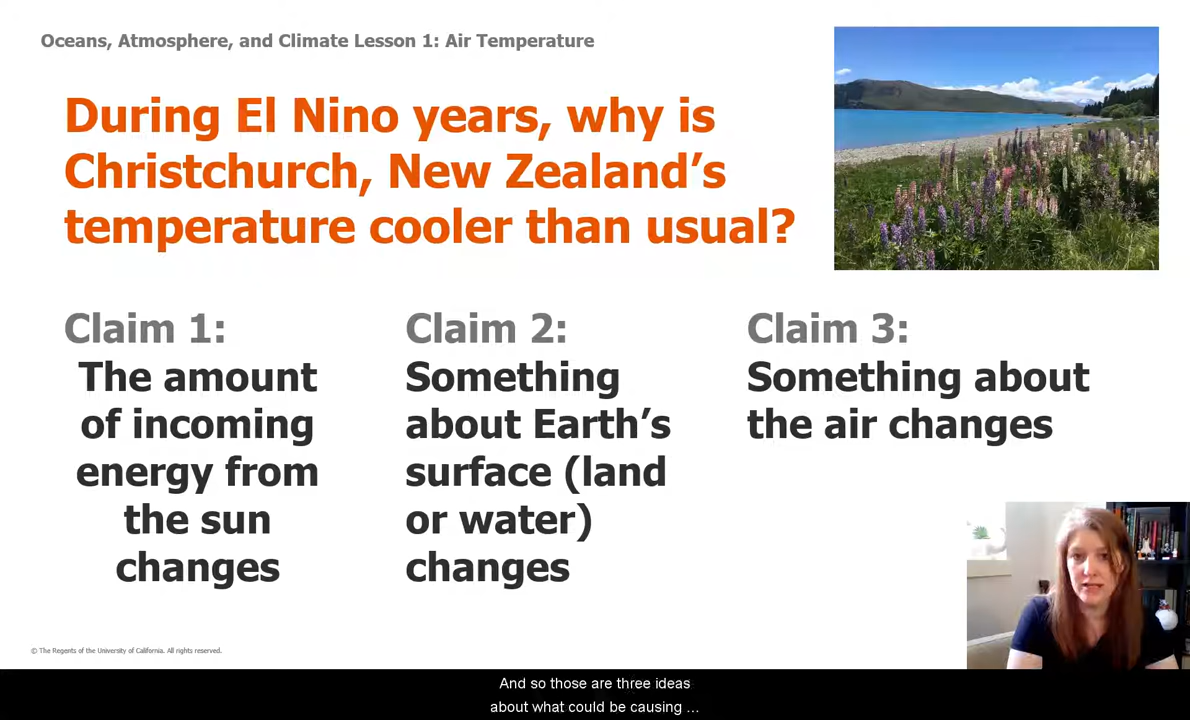 Oceans, Atmosphere, and Climate Lesson 1: Air Temperature
During El Nino years, why is
Christchurch, New Zealand's
temperature cooler than usual?
Claim 1:
The amount
of incoming
energy from
the sun
changes
Claim 2:
Something
about Earth's
surface (land
or water)
changes
Claim 3:
Something about
the air changes
© The Regents of the University of California. All rights reserved.
And so those are three ideas
about what could be causing ...